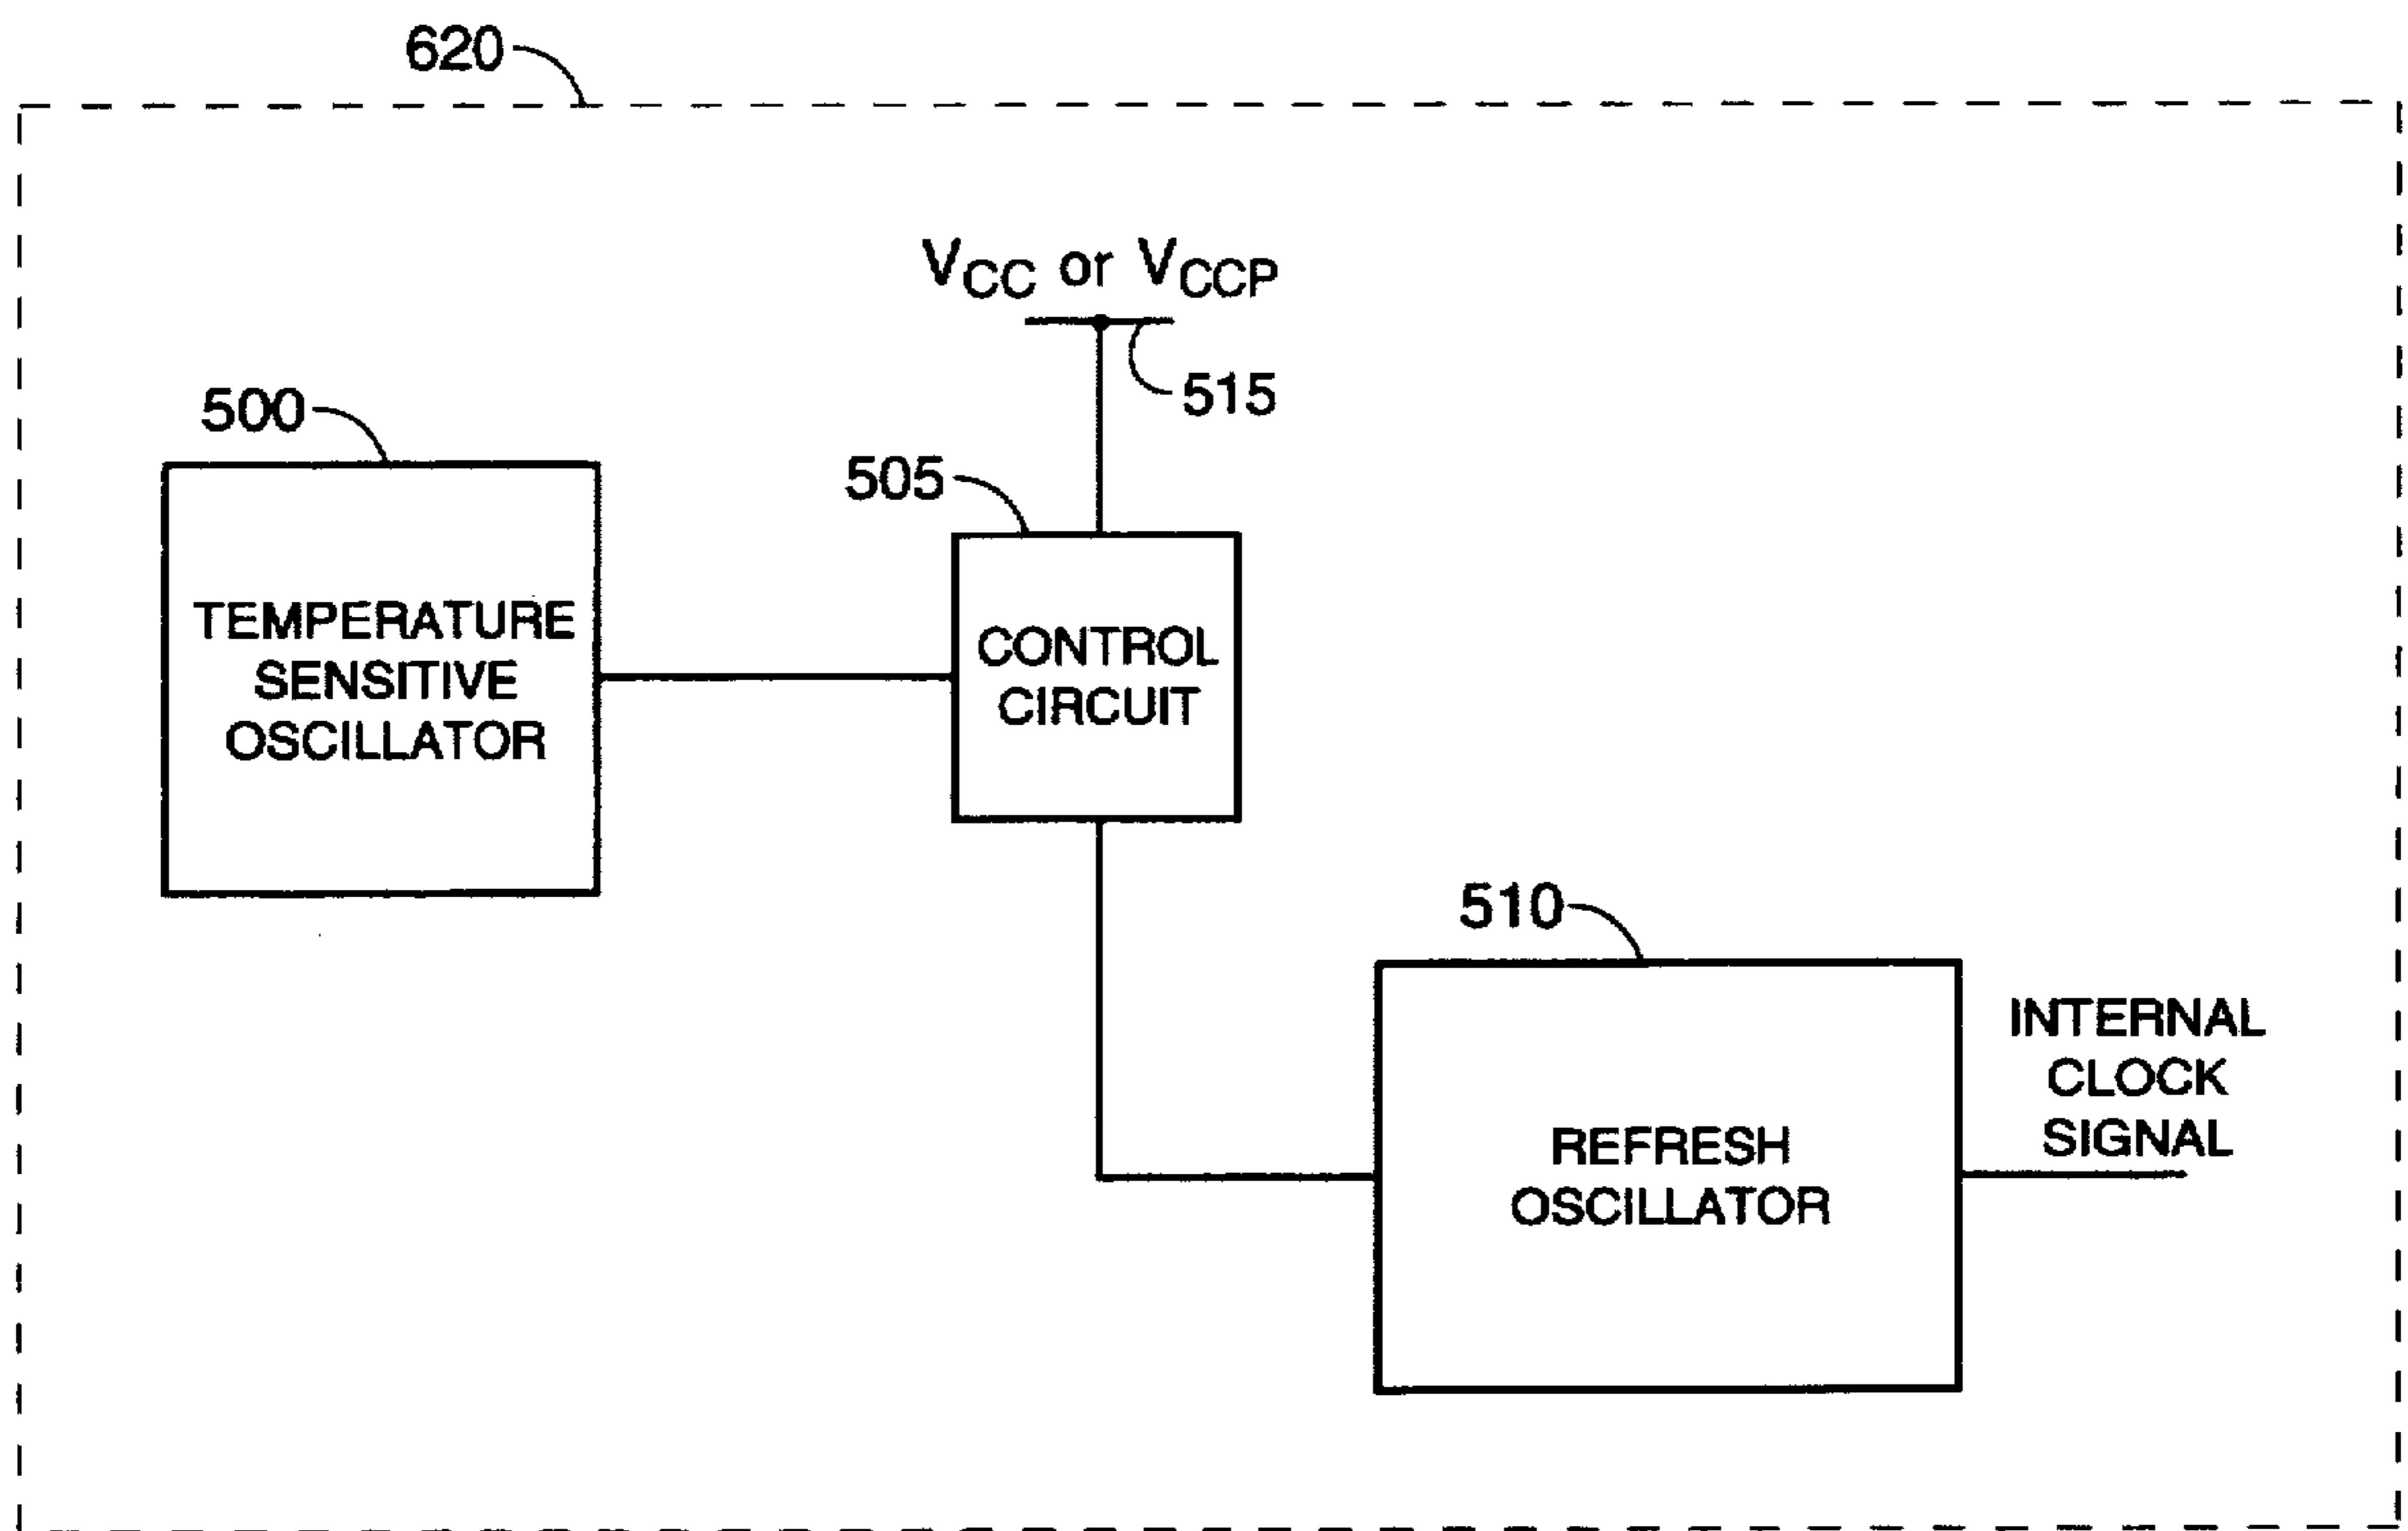 620
VCC or VCCP
515
500
505
TEMPERATURE
SENSITIVE
OSCILLATOR
CONTROL
CIRCUIT
510
REFRESH
OSCILLATOR
INTERNAL
CLOCK
SIGNAL